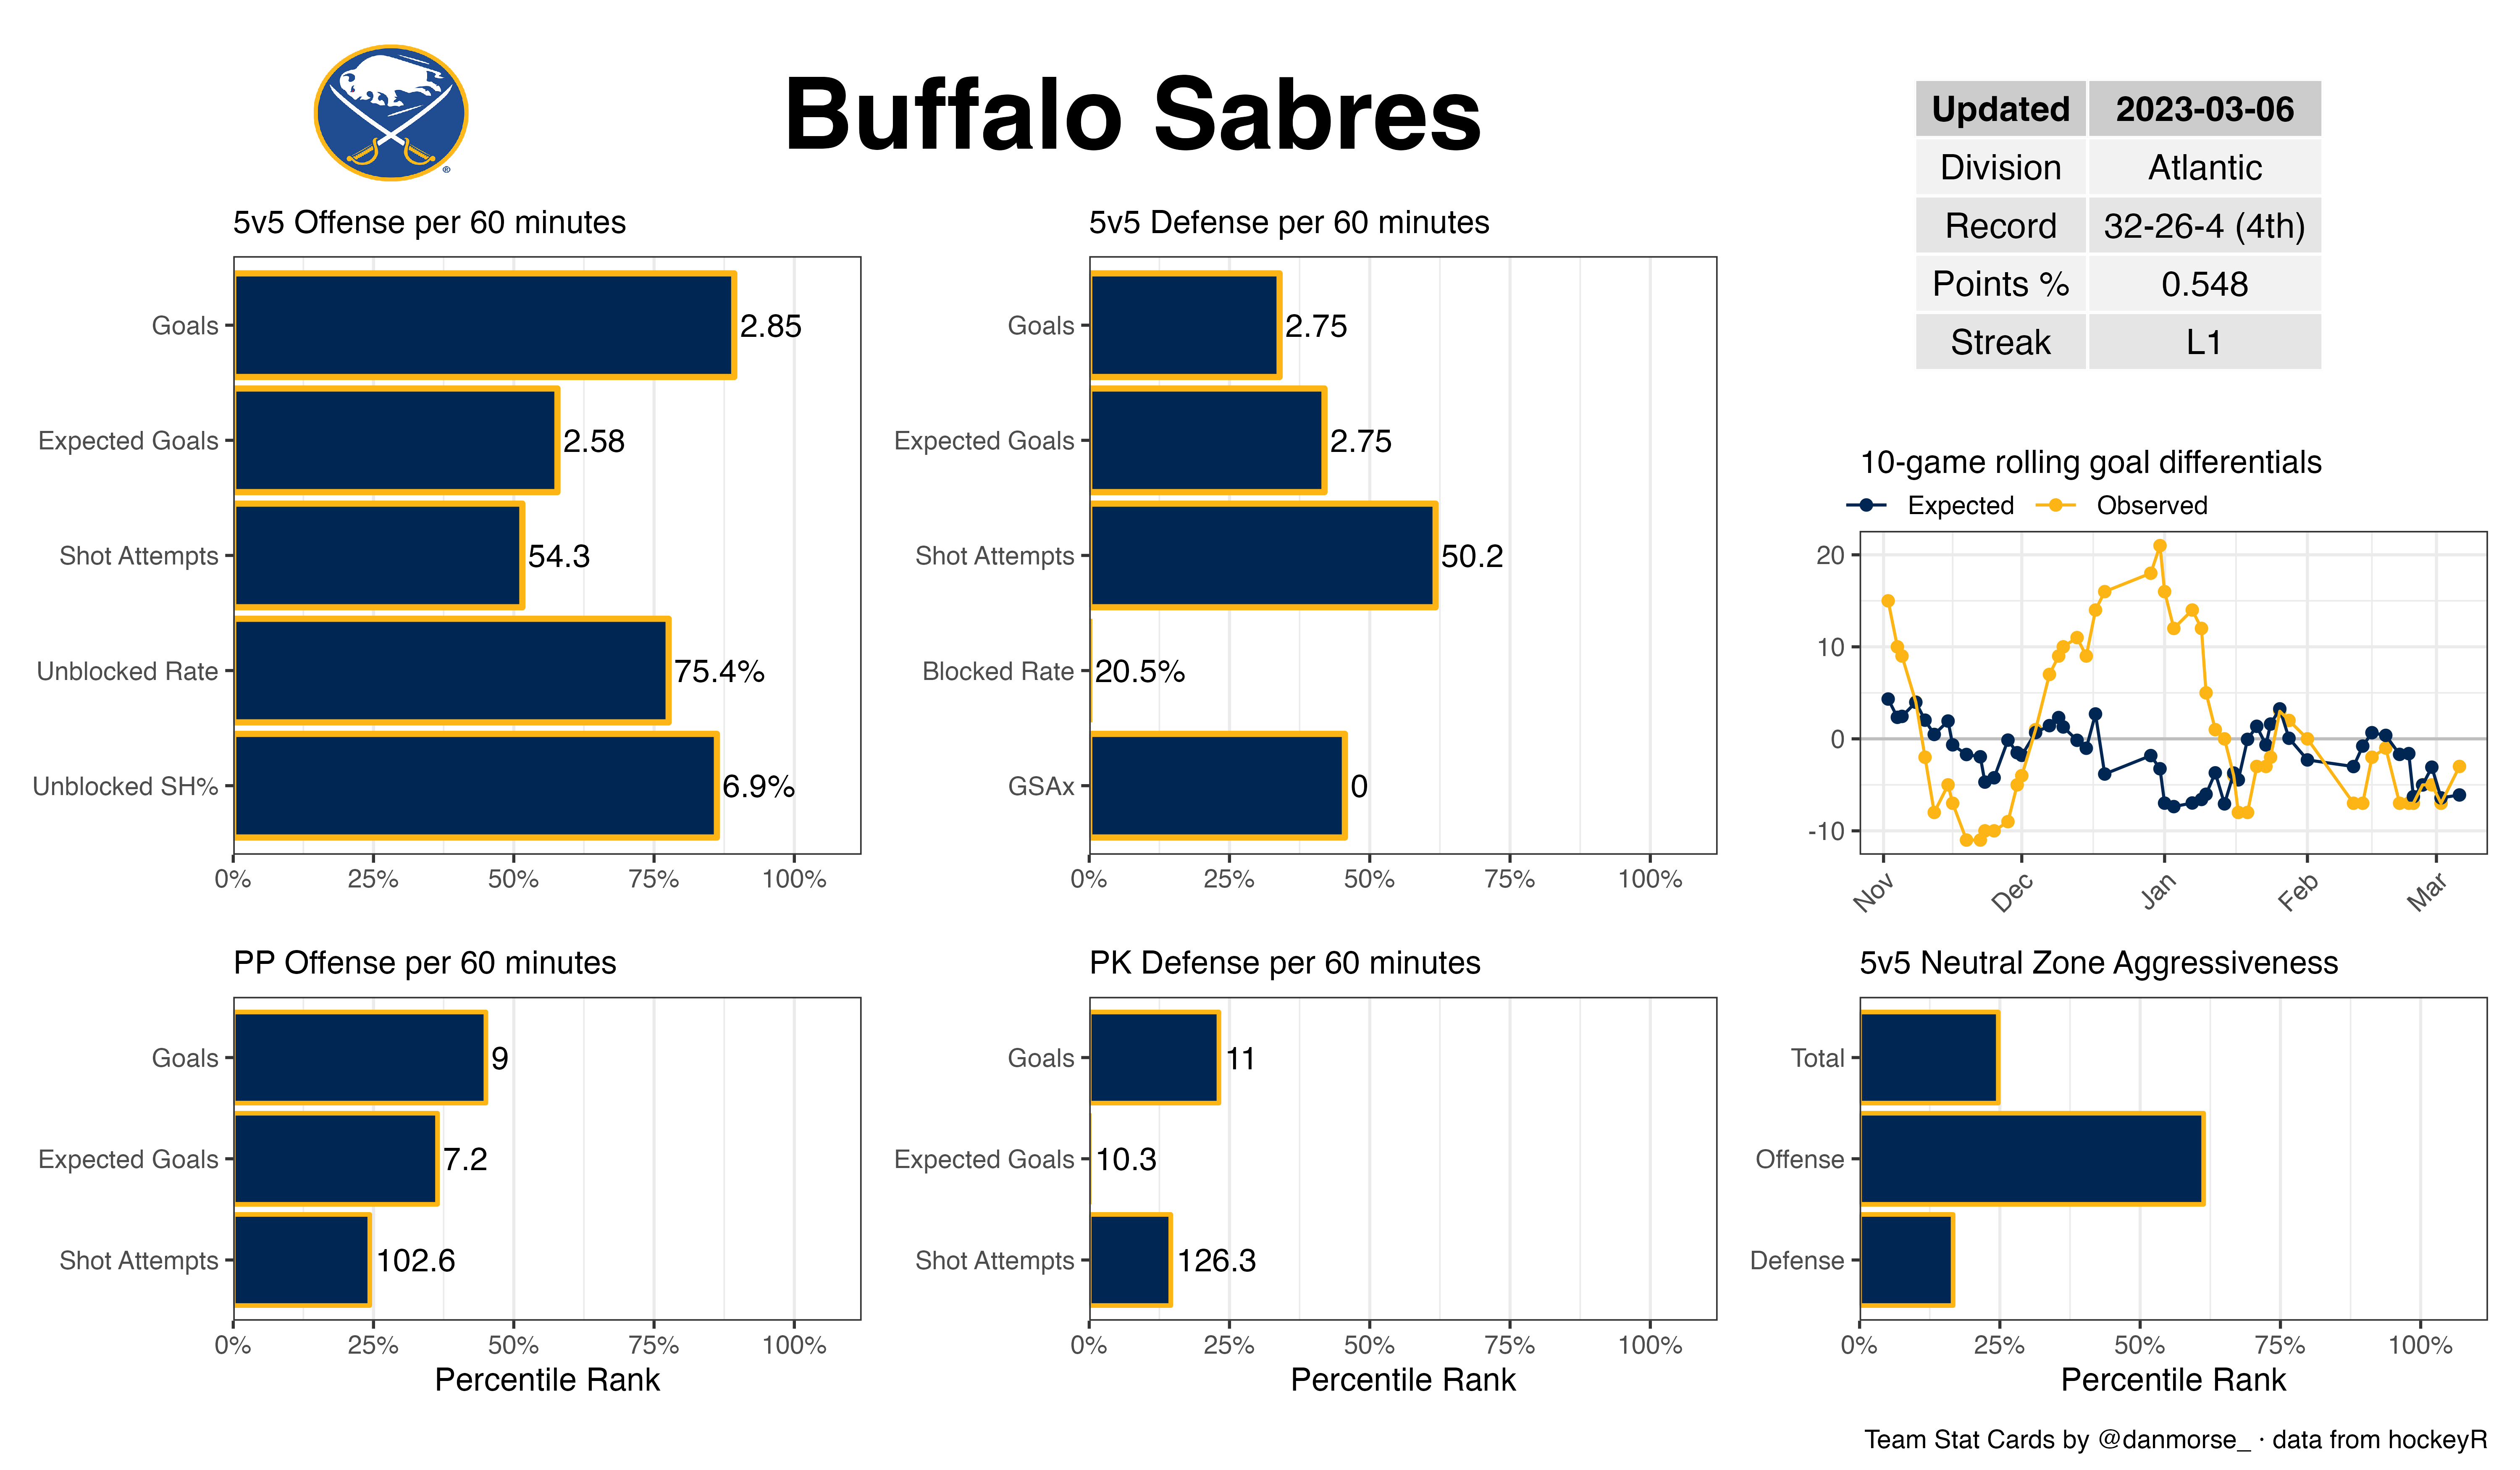 Buffalo Sabres
®
Updated 2023-03-06
Division Atlantic
Record 32-26-4 (4th)
Points % 0.548
Streak L1
5v5 Offense per 60 minutes
Goals 2.85
Expected Goals 2.58
Shot Attempts 54.3
Unblocked Rate 75.4%
Unblocked SH% 6.9%
0% 25% 50% 75% 100%
5v5 Defense per 60 minutes
Goals 2.75
Expected Goals 2.75
Shot Attempts 50.2
Blocked Rate 20.5%
GSAx 0
0% 25% 50% 75% 100%
10-game rolling goal differentials
Expected Observed
20
10
0
-10
Nov Dec Jan Feb Mar
PP Offense per 60 minutes
Goals 9
Expected Goals 7.2
Shot Attempts 102.6
0% 25% 50% 75% 100%
Percentile Rank
PK Defense per 60 minutes
Goals 11
Expected Goals 10.3
Shot Attempts 126.3
0% 25% 50% 75% 100%
Percentile Rank
5v5 Neutral Zone Aggressiveness
Total
Offense
Defense
0% 25% 50% 75% 100%
Percentile Rank
Team Stat Cards by @danmorse_ · data from hockeyR